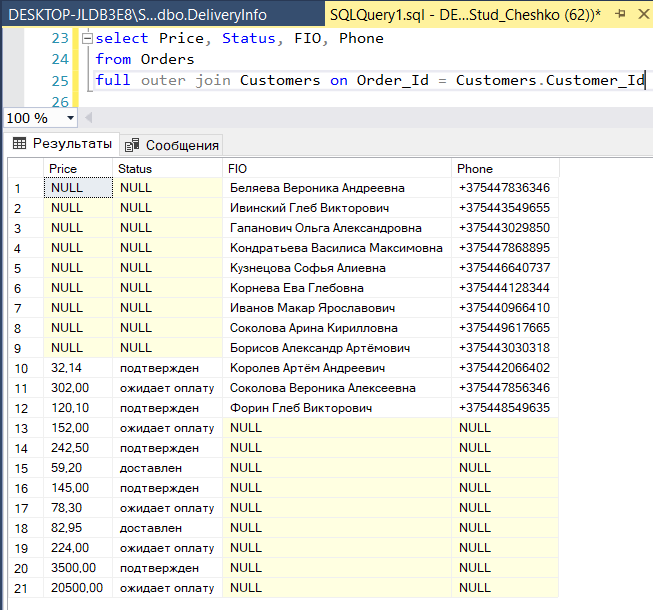 DESKTOP-JLDB3E8\S...dbo.DeliveryInfo SQLQuery1.sql - DE...Stud_Cheshko (62))*
23 select Price, Status, FIO, Phone
24 from Orders
25 full outer join Customers on Order_Id = Customers.Customer_Id
26
100 %
Результаты Сообщения
Price Status FIO Phone
1 NULL NULL Беляева Вероника Андреевна +375447836346
2 NULL NULL Ивинский Глеб Викторович +375443549655
3 NULL NULL Гапанович Ольга Александровна +375443029850
4 NULL NULL Кондратьева Василиса Максимовна +375447868895
5 NULL NULL Кузнецова Софья Алиевна +375446640737
6 NULL NULL Корнева Ева Глебовна +375444128344
7 NULL NULL Иванов Макар Ярославович +375440966410
8 NULL NULL Соколова Арина Кирилловна +375449617665
9 NULL NULL Борисов Александр Артёмович +375443030318
10 32,14 подтвержден Королев Артём Андреевич +375442066402
11 302,00 ожидает оплату Соколова Вероника Алексеевна +375447856346
12 120,10 подтвержден Форин Глеб Викторович +375448549635
13 152,00 ожидает оплату NULL NULL
14 242,50 подтвержден NULL NULL
15 59,20 доставлен NULL NULL
16 145,00 подтвержден NULL NULL
17 78,30 ожидает оплату NULL NULL
18 82,95 доставлен NULL NULL
19 224,00 ожидает оплату NULL NULL
20 3500,00 подтвержден NULL NULL
21 20500,00 ожидает оплату NULL NULL